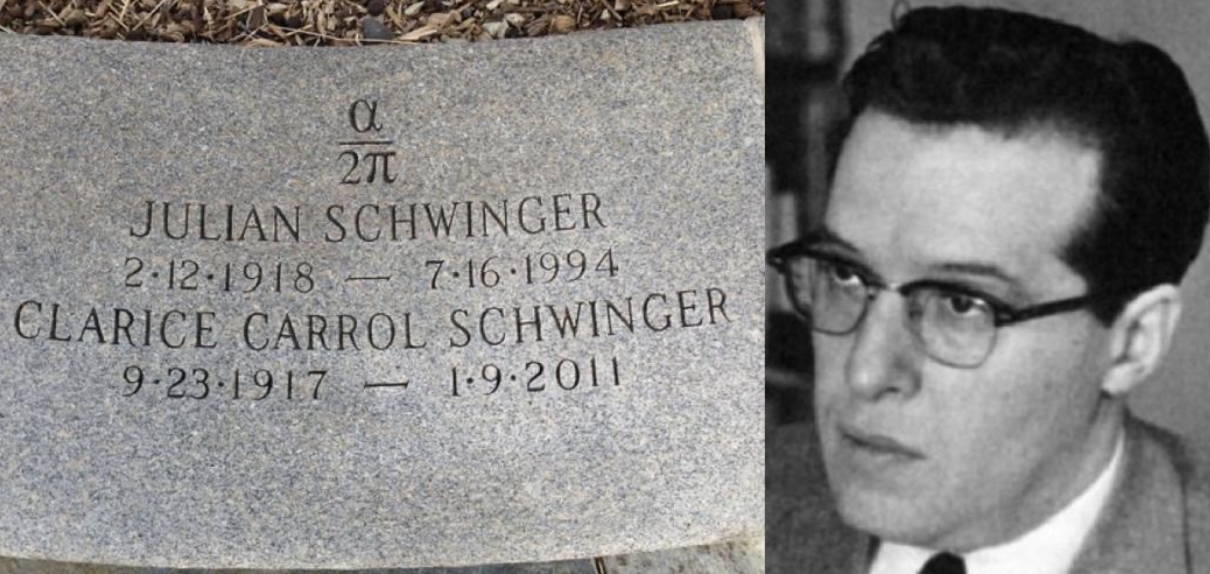 α
2π
JULIAN SCHWINGER
2·12·1918 — 7·16·1994
CLARICE CARROL SCHWINGER
9·23·1917 — 1·9·2011